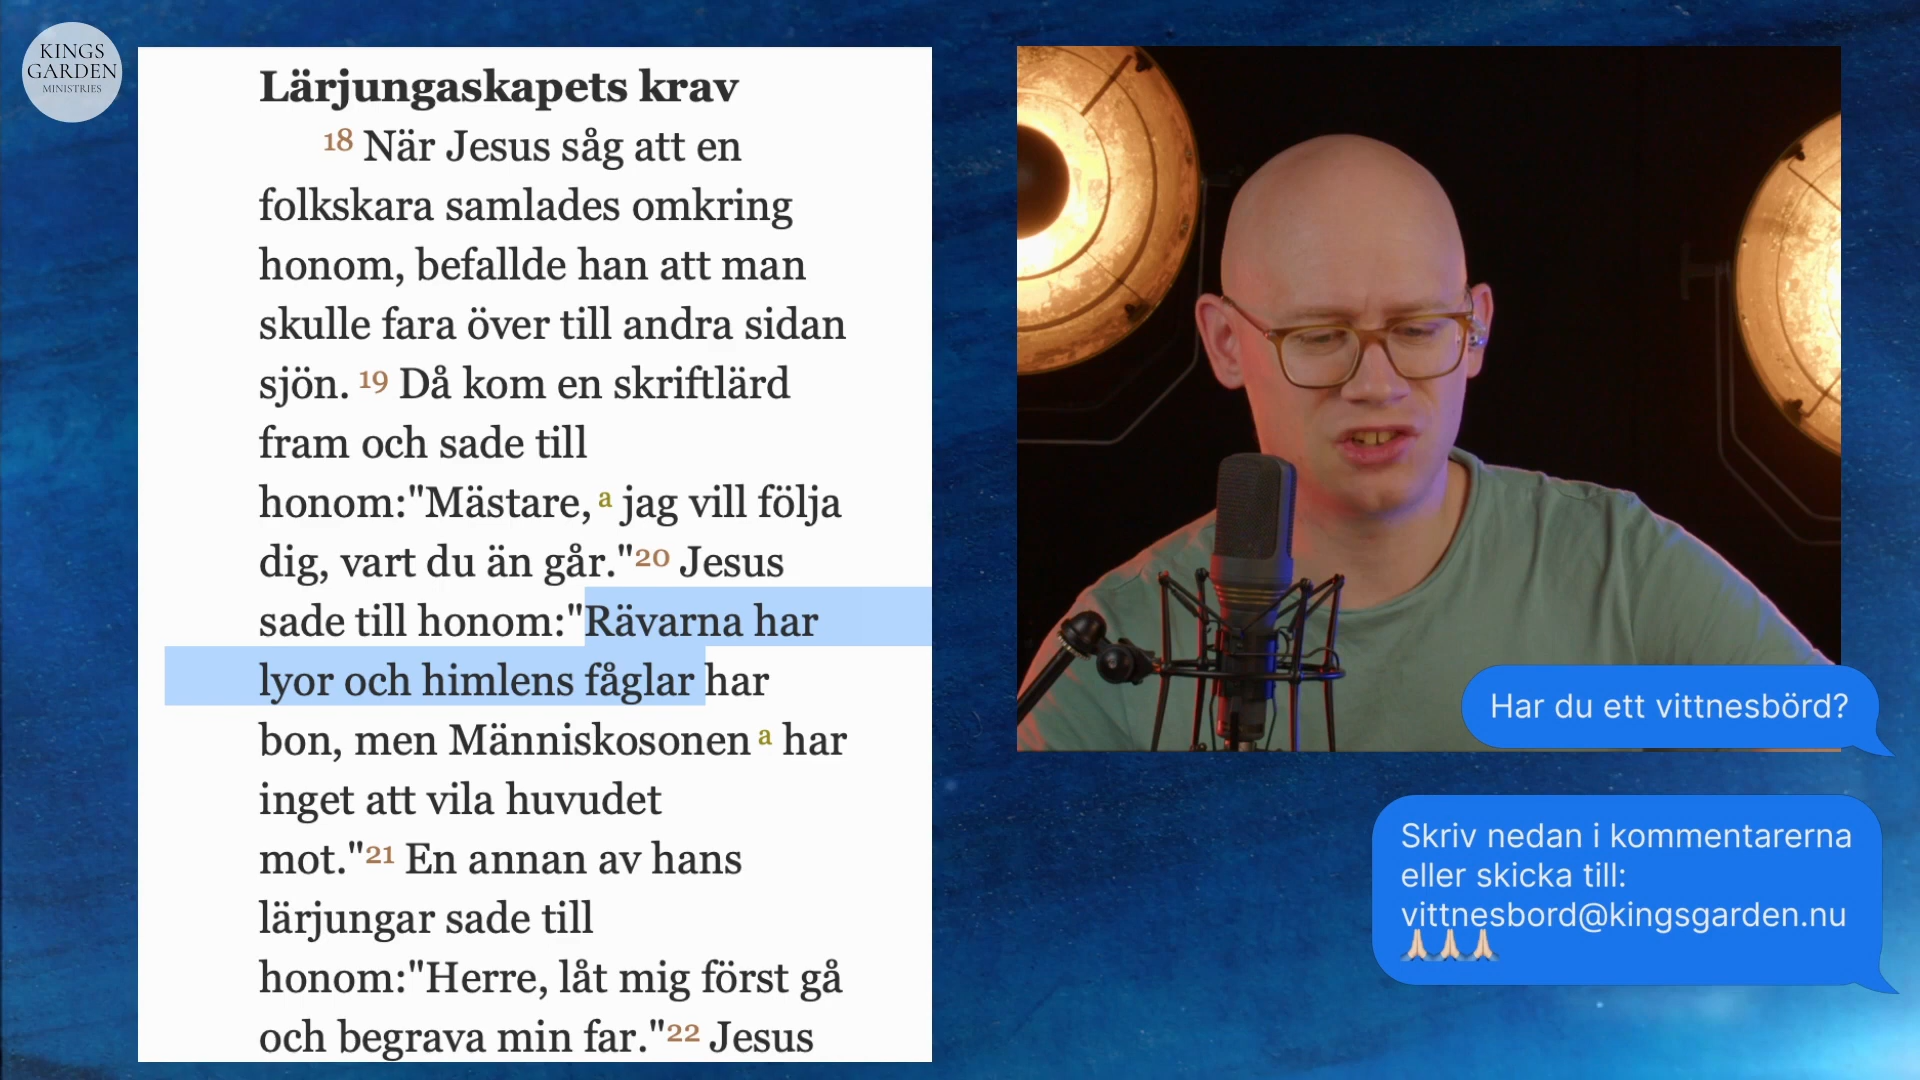 KINGS
GARDEN
MINISTRIES
Lärjungaskapets krav
18 När Jesus såg att en
folkskara samlades omkring
honom, befallde han att man
skulle fara över till andra sidan
sjön. 19 Då kom en skriftlärd
fram och sade till
honom:"Mästare, a jag vill följa
dig, vart du än går."20 Jesus
sade till honom:"Rävarna har
lyor och himlens fåglar har
bon, men Människosonen a har
inget att vila huvudet
mot."21 En annan av hans
lärjungar sade till
honom:"Herre, låt mig först gå
och begrava min far."22 Jesus
Har du ett vittnesbörd?
Skriv nedan i kommentarerna
eller skicka till:
vittnesbord@kingsgarden.nu
🙏🏻🙏🏻🙏🏻